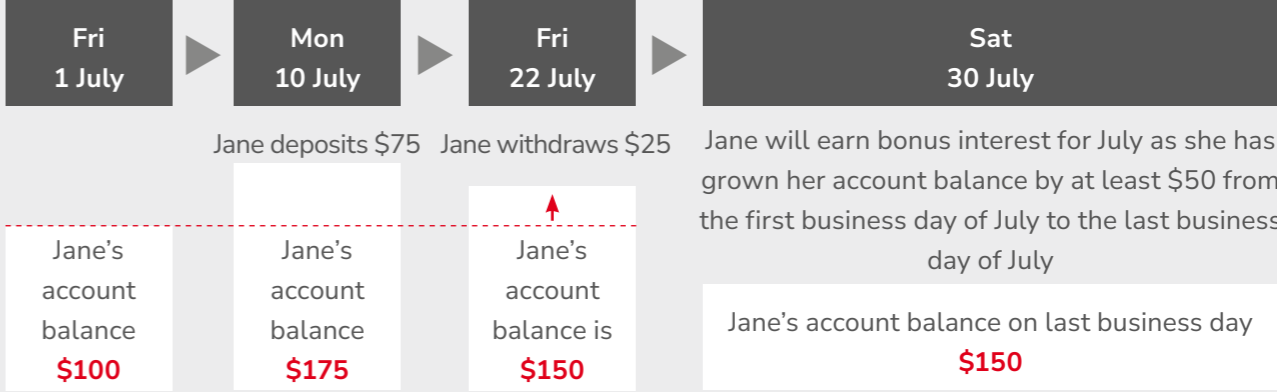 Fri
1 July
Mon
10 July
Fri
22 July
Sat
30 July
Jane deposits $75
Jane withdraws $25
Jane will earn bonus interest for July as she has
grown her account balance by at least $50 from
the first business day of July to the last business
day of July
Jane's
account
balance
$100
Jane's
account
balance
$175
Jane's
account
balance is
$150
Jane's account balance on last business day
$150